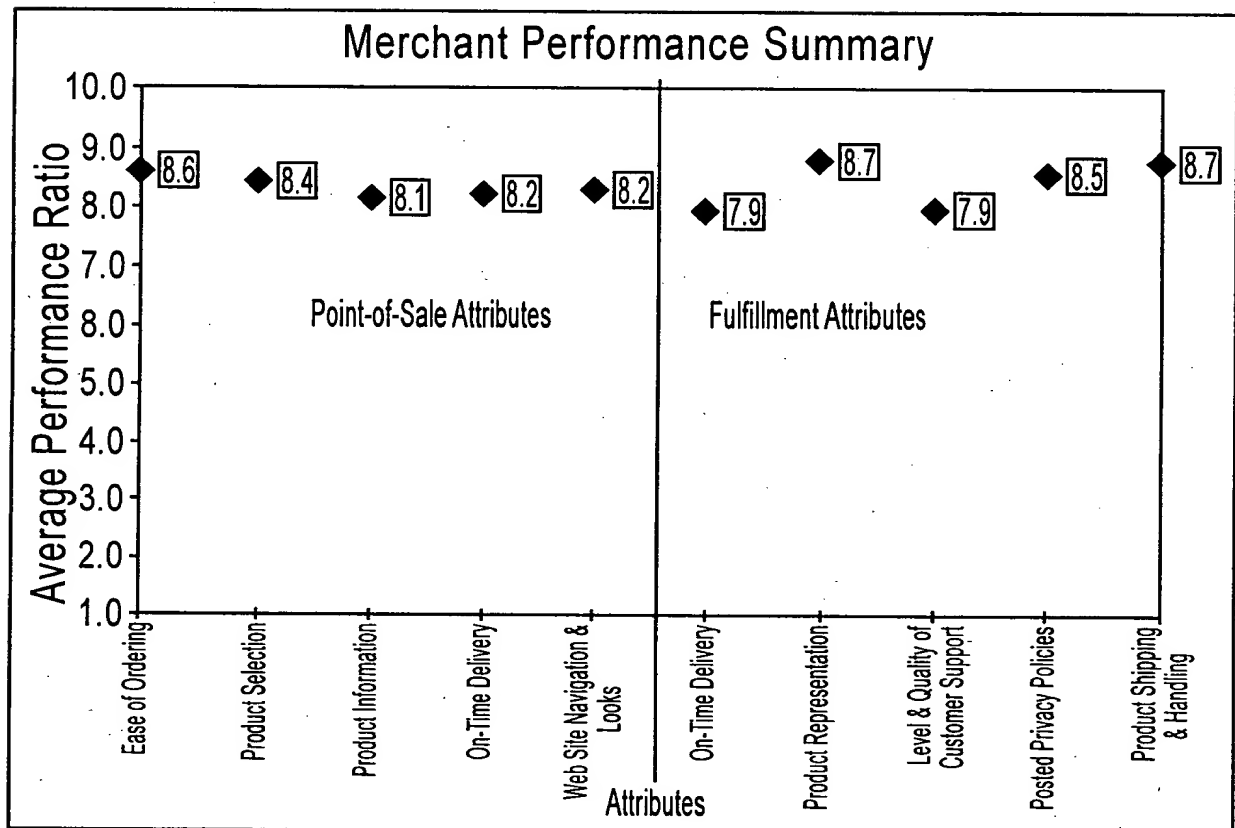 Merchant Performance Summary
Average Performance Ratio
10.0
9.0
8.0
7.0
8.0
5.0
4.0
3.0
2.0
1.0
8.6
8.4
8.1
8.2
8.2
7.9
8.7
7.9
8.5
8.7
Point-of-Sale Attributes
Fulfillment Attributes
Ease of Ordering
Product Selection
Product Information
On-Time Delivery
Web Site Navigation &
Looks
On-Time Delivery
Product Representation
Level & Quality of
Customer Support
Posted Privacy Policies
Product Shipping
& Handling
Attributes